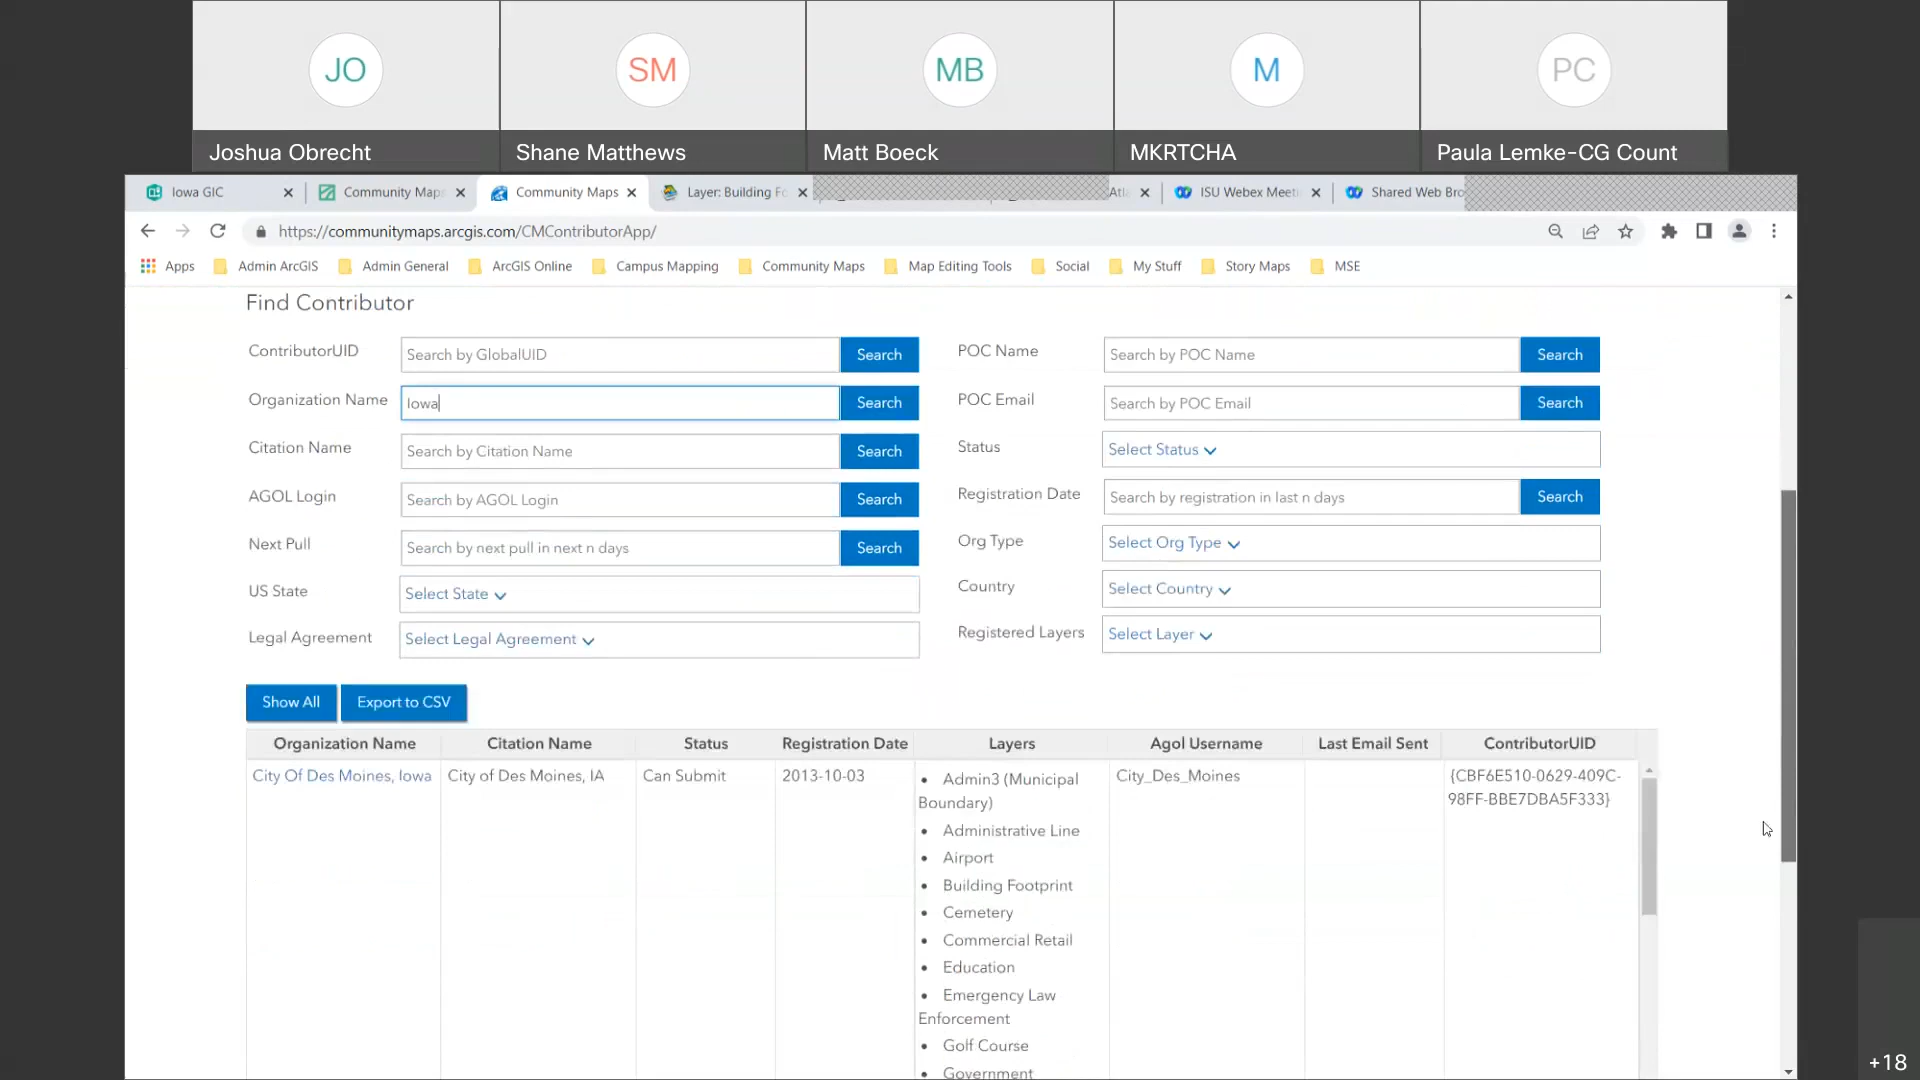 JO
SM
MB
M
PC
Joshua Obrecht
Shane Matthews
Matt Boeck
MKRTCHA
Paula Lemke-CG Count
Iowa GIC
Community Map
Community Maps
Layer: Building Fo
ISU Webex Meeti
Shared Web Bro
https://communitymaps.arcgis.com/CMContributorApp/
Apps
Admin ArcGIS
Admin General
ArcGIS Online
Campus Mapping
Community Maps
Map Editing Tools
Social
My Stuff
Story Maps
MSE
Find Contributor
ContributorUID
Search by GlobalUID
Search
POC Name
Search by POC Name
Search
Organization Name
Iowa
Search
POC Email
Search by POC Email
Search
Citation Name
Search by Citation Name
Search
Status
Select Status
AGOL Login
Search by AGOL Login
Search
Registration Date
Search by registration in last n days
Search
Next Pull
Search by next pull in next n days
Search
Org Type
Select Org Type
US State
Select State
Country
Select Country
Legal Agreement
Select Legal Agreement
Registered Layers
Select Layer
Show All
Export to CSV
Organization Name
Citation Name
Status
Registration Date
Layers
Agol Username
Last Email Sent
ContributorUID
City Of Des Moines, Iowa
City of Des Moines, IA
Can Submit
2013-10-03
Admin3 (Municipal
Boundary)
Administrative Line
Airport
Building Footprint
Cemetery
Commercial Retail
Education
Emergency Law
Enforcement
Golf Course
Government
City_Des_Moines
{CBF6E510-0629-409C-
98FF-BBE7DBA5F333}
+18